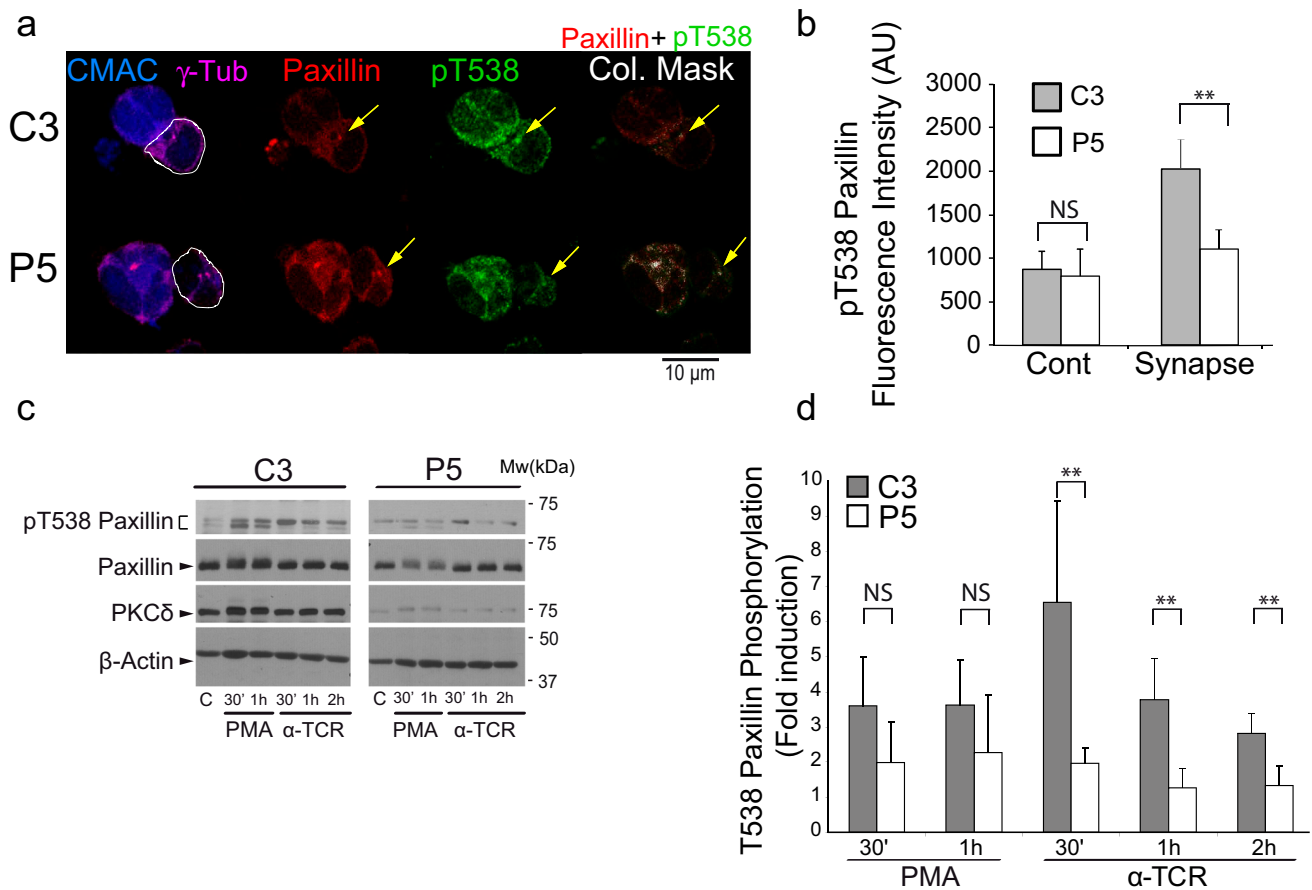 a
Paxillin+ pT538
CMAC γ-Tub Paxillin pT538 Col. Mask
C3
P5
10 µm
b
pT538 Paxillin
Fluorescence Intensity (AU)
3000
2500
2000
1500
1000
500
0
C3
P5
NS
**
Cont Synapse
c
C3 P5 Mw(kDa)
pT538 Paxillin
Paxillin
PKCδ
β-Actin
- 75
- 75
- 75
- 50
- 37
C 30' 1h 30' 1h 2h C 30' 1h 30' 1h 2h
PMA α-TCR PMA α-TCR
d
T538 Paxillin Phosphorylation
(Fold induction)
10
9
8
7
6
5
4
3
2
1
0
C3
P5
NS NS ** ** **
30' 1h 30' 1h 2h
PMA α-TCR